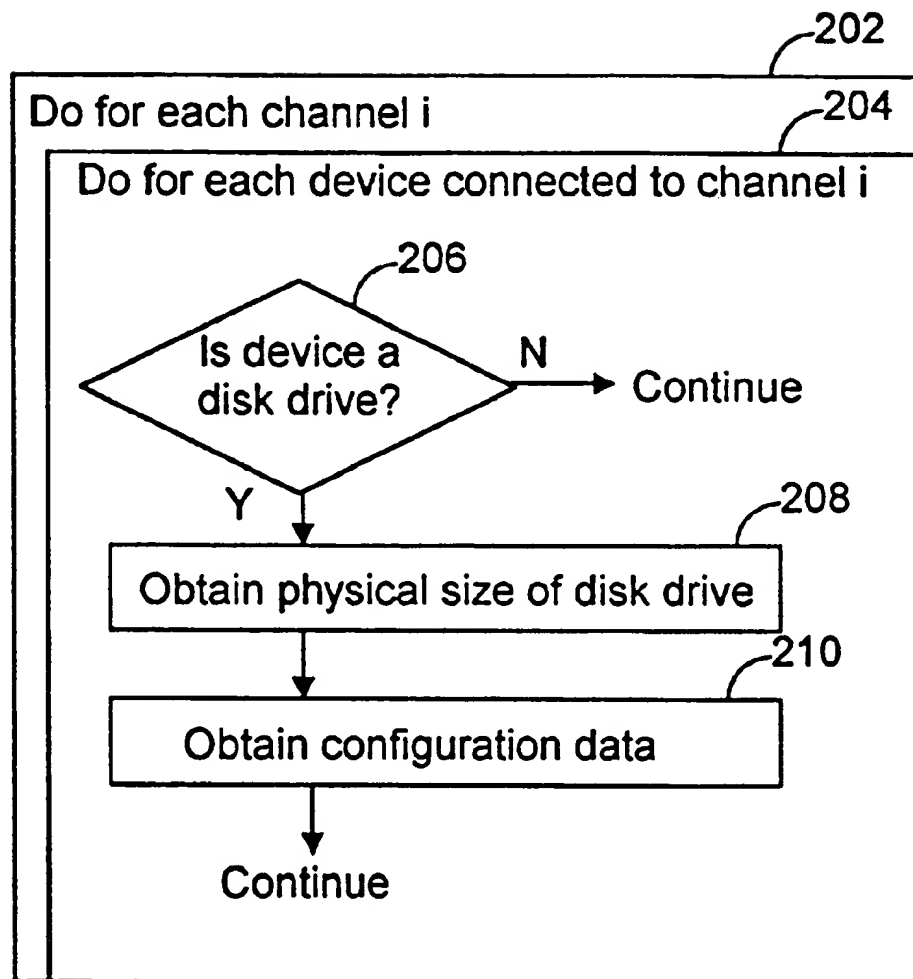 202
Do for each channel i
204
Do for each device connected to channel i
206
Is device a
disk drive?
N
Continue
Y
208
Obtain physical size of disk drive
210
Obtain configuration data
Continue